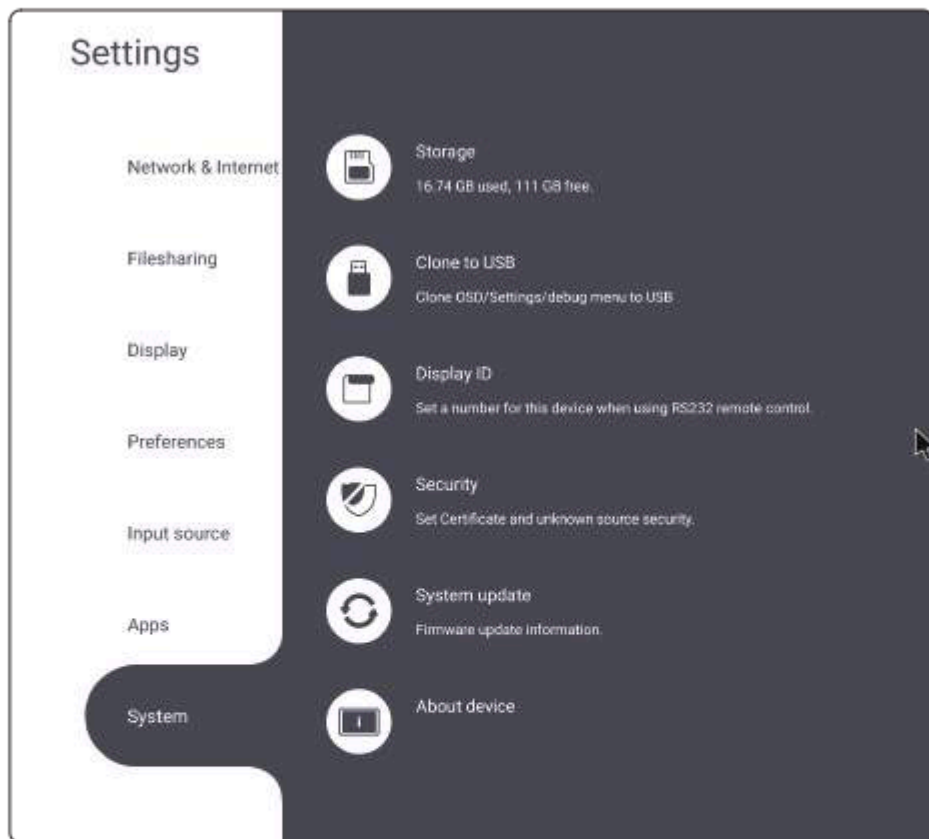 Settings
Network & Internet
Filesharing
Display
Preferences
Input source
Apps
System
Storage
16.74 GB used, 111 GB free.
Clone to USB
Clone OSD/Settings/debug menu to USB
Display ID
Set a number for this device when using RS232 remote control.
Security
Set Certificate and unknown source security.
System update
Firmware update information.
About device